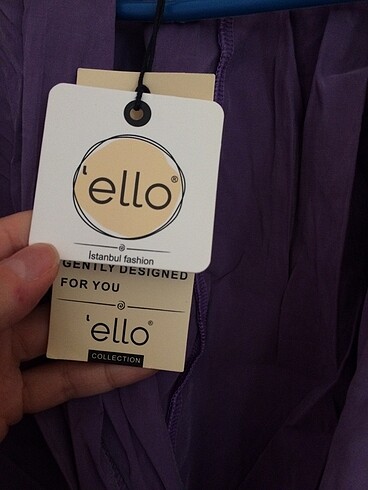 'ello®
İstanbul fashion
GENTLY DESIGNED
FOR YOU
'ello®
COLLECTION